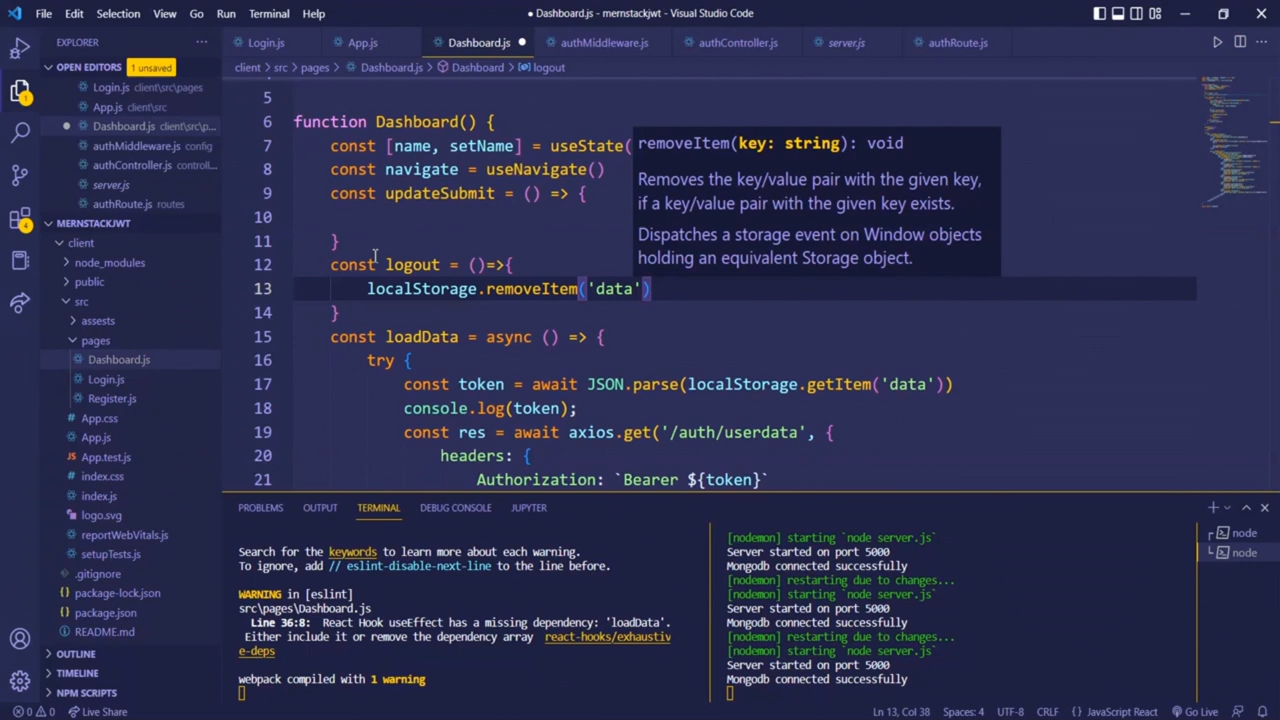 File Edit Selection View Go Run Terminal Help
● Dashboard.js - mernstackjwt - Visual Studio Code
EXPLORER
Login.js
App.js
Dashboard.js
authMiddleware.js
authController.js
server.js
authRoute.js
OPEN EDITORS 1 unsaved
Login.js client\src\pages
App.js client\src
Dashboard.js client\src\p...
authMiddleware.js config
authController.js controll...
server.js
authRoute.js routes
MERNSTACKJWT
client
node_modules
public
src
assests
pages
Dashboard.js
Login.js
Register.js
App.css
App.js
App.test.js
index.css
index.js
logo.svg
reportWebVitals.js
setupTests.js
.gitignore
package-lock.json
package.json
README.md
OUTLINE
TIMELINE
NPM SCRIPTS
client > src > pages > Dashboard.js > Dashboard > logout
5
6 function Dashboard() {
7 const [name, setName] = useState(
8 const navigate = useNavigate()
9 const updateSubmit = () => {
10
11 }
12 const logout = ()=>{
13 localStorage.removeItem('data')
14 }
15 const loadData = async () => {
16 try {
17 const token = await JSON.parse(localStorage.getItem('data'))
18 console.log(token);
19 const res = await axios.get('/auth/userdata', {
20 headers: {
21 Authorization: `Bearer ${token}`
removeItem(key: string): void
Removes the key/value pair with the given key,
if a key/value pair with the given key exists.
Dispatches a storage event on Window objects
holding an equivalent Storage object.
PROBLEMS OUTPUT TERMINAL DEBUG CONSOLE JUPYTER
Search for the keywords to learn more about each warning.
To ignore, add // eslint-disable-next-line to the line before.
WARNING in [eslint]
src\pages\Dashboard.js
Line 36:8: React Hook useEffect has a missing dependency: 'loadData'.
Either include it or remove the dependency array react-hooks/exhaustiv
e-deps
webpack compiled with 1 warning
[nodemon] starting `node server.js`
Server started on port 5000
Mongodb connected successfully
[nodemon] restarting due to changes...
[nodemon] starting `node server.js`
Server started on port 5000
Mongodb connected successfully
[nodemon] restarting due to changes...
[nodemon] starting `node server.js`
Server started on port 5000
Mongodb connected successfully
node
node
1
4
0 0 Live Share
Ln 13, Col 38 Spaces: 4 UTF-8 CRLF {} JavaScript React Go Live